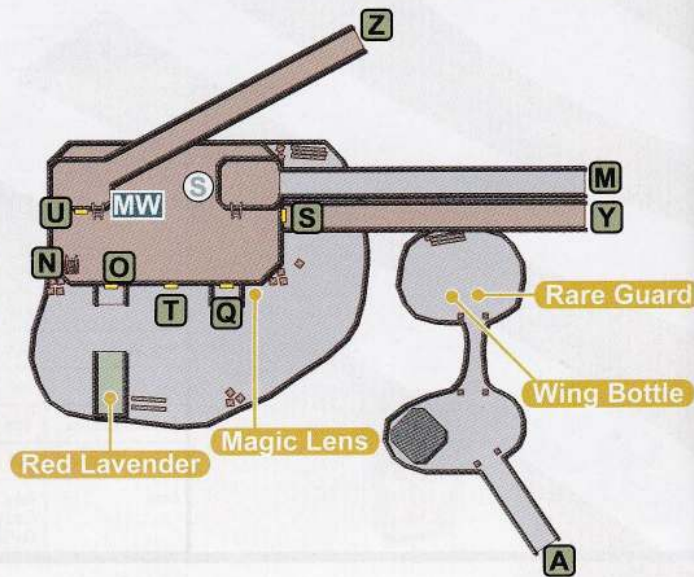 Z
M
S
U
MW
S
Y
N
O
T
Q
Rare Guard
Wing Bottle
Magic Lens
Red Lavender
A